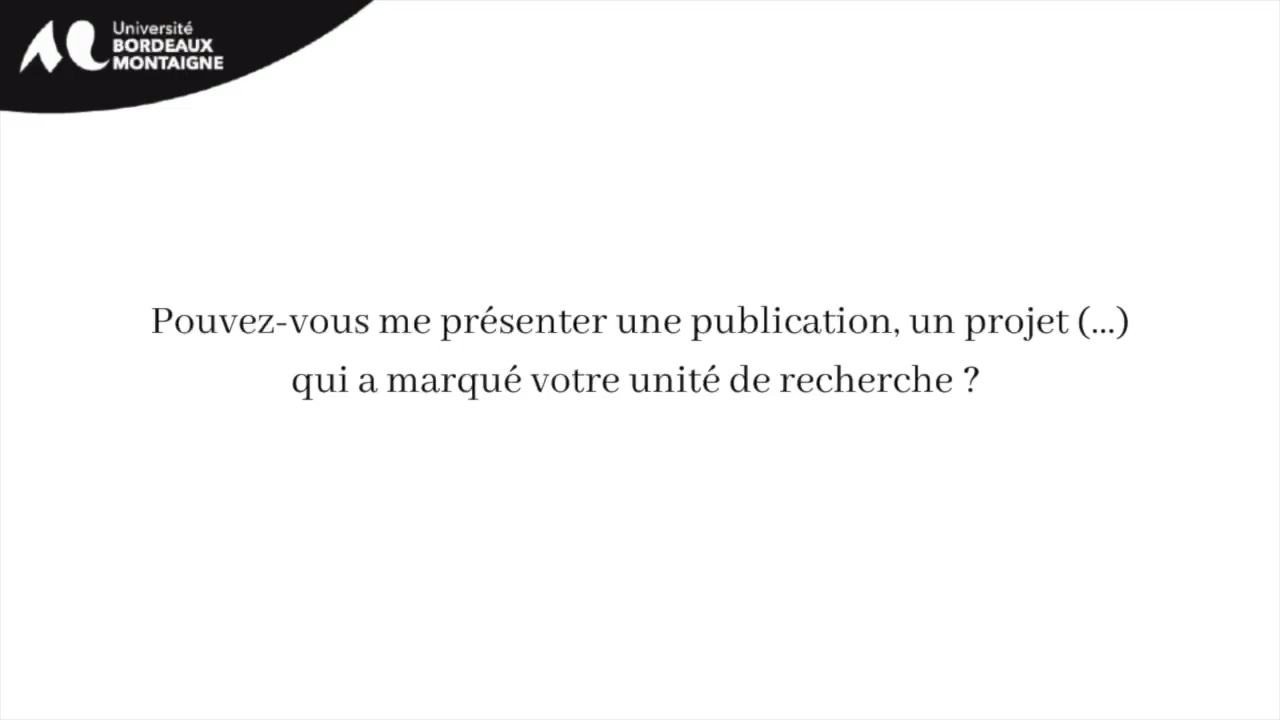 Université
BORDEAUX
MONTAIGNE
Pouvez-vous me présenter une publication, un projet (...)
qui a marqué votre unité de recherche ?